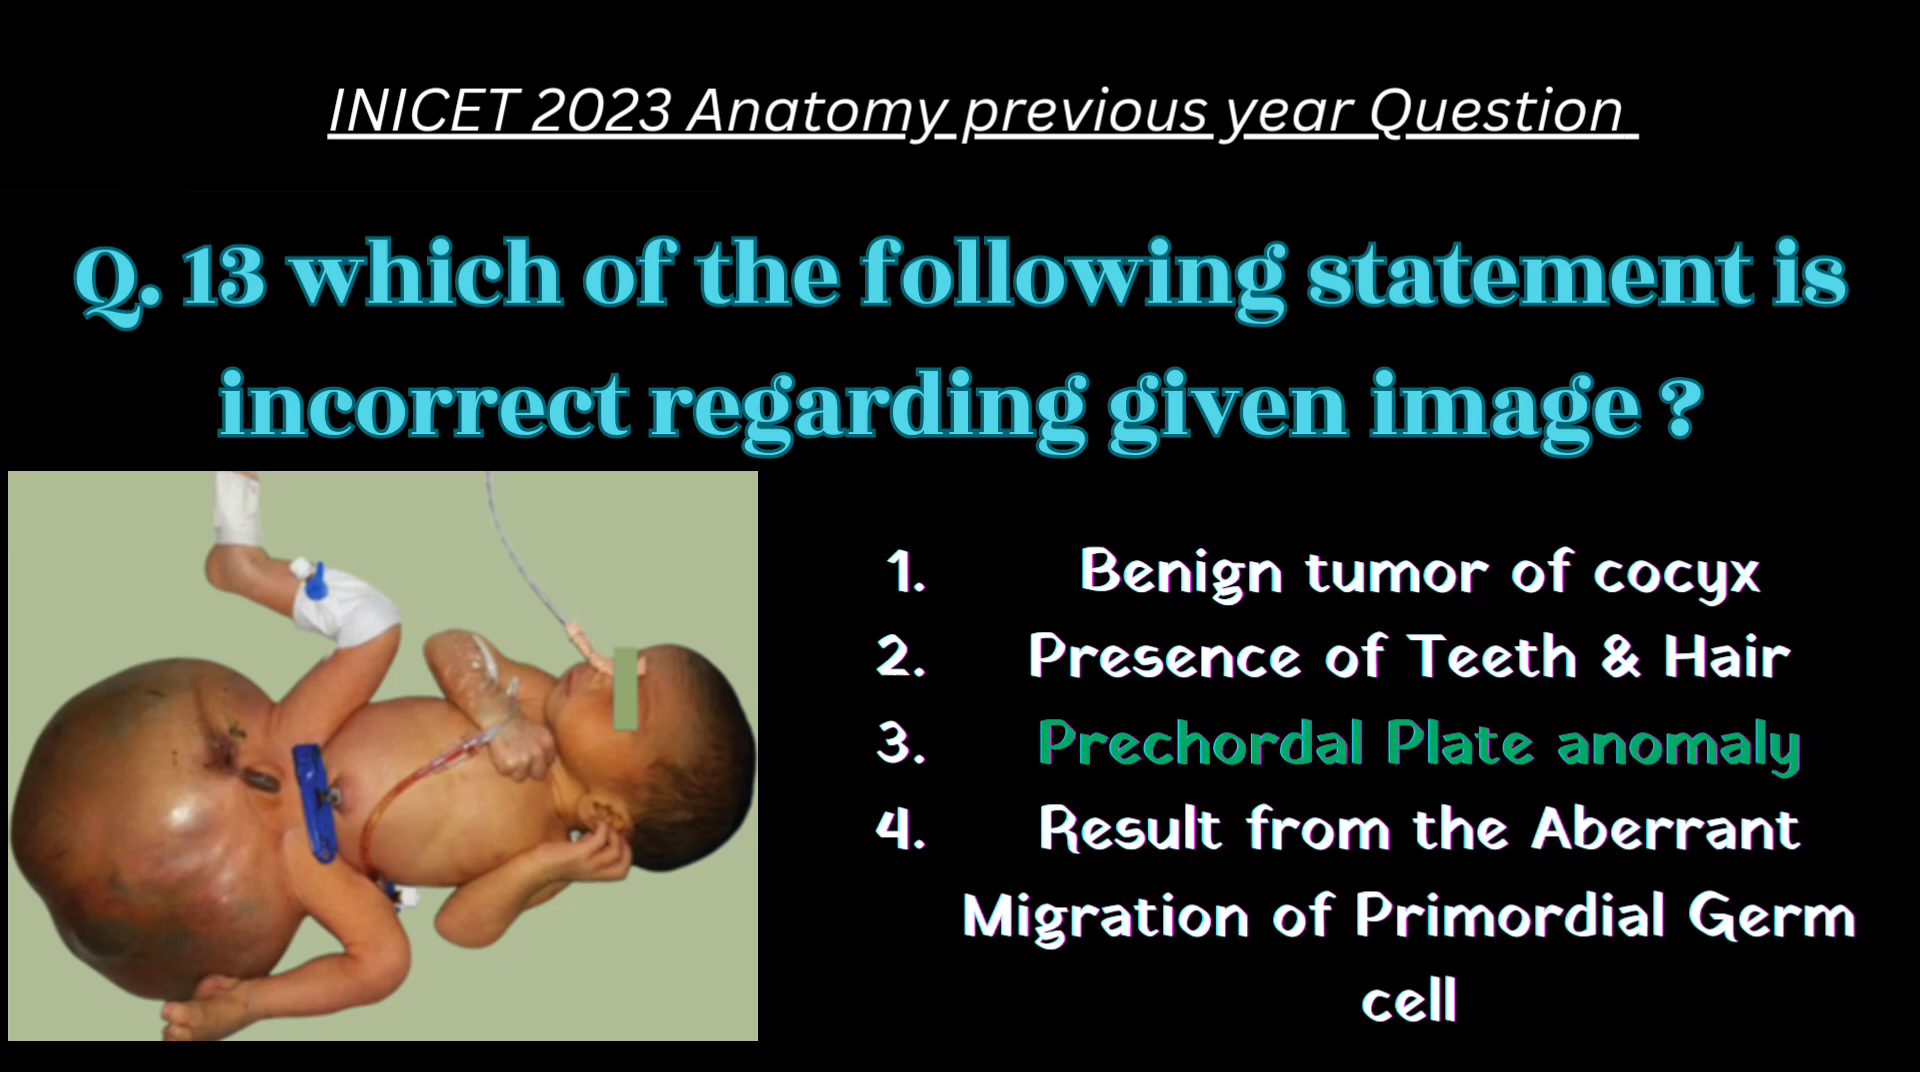 INICET 2023 Anatomy previous year Question
Q. 13 which of the following statement is
incorrect regarding given image ?
1. Benign tumor of cocyx
2. Presence of Teeth & Hair
3. Prechordal Plate anomaly
4. Result from the Aberrant
Migration of Primordial Germ
cell